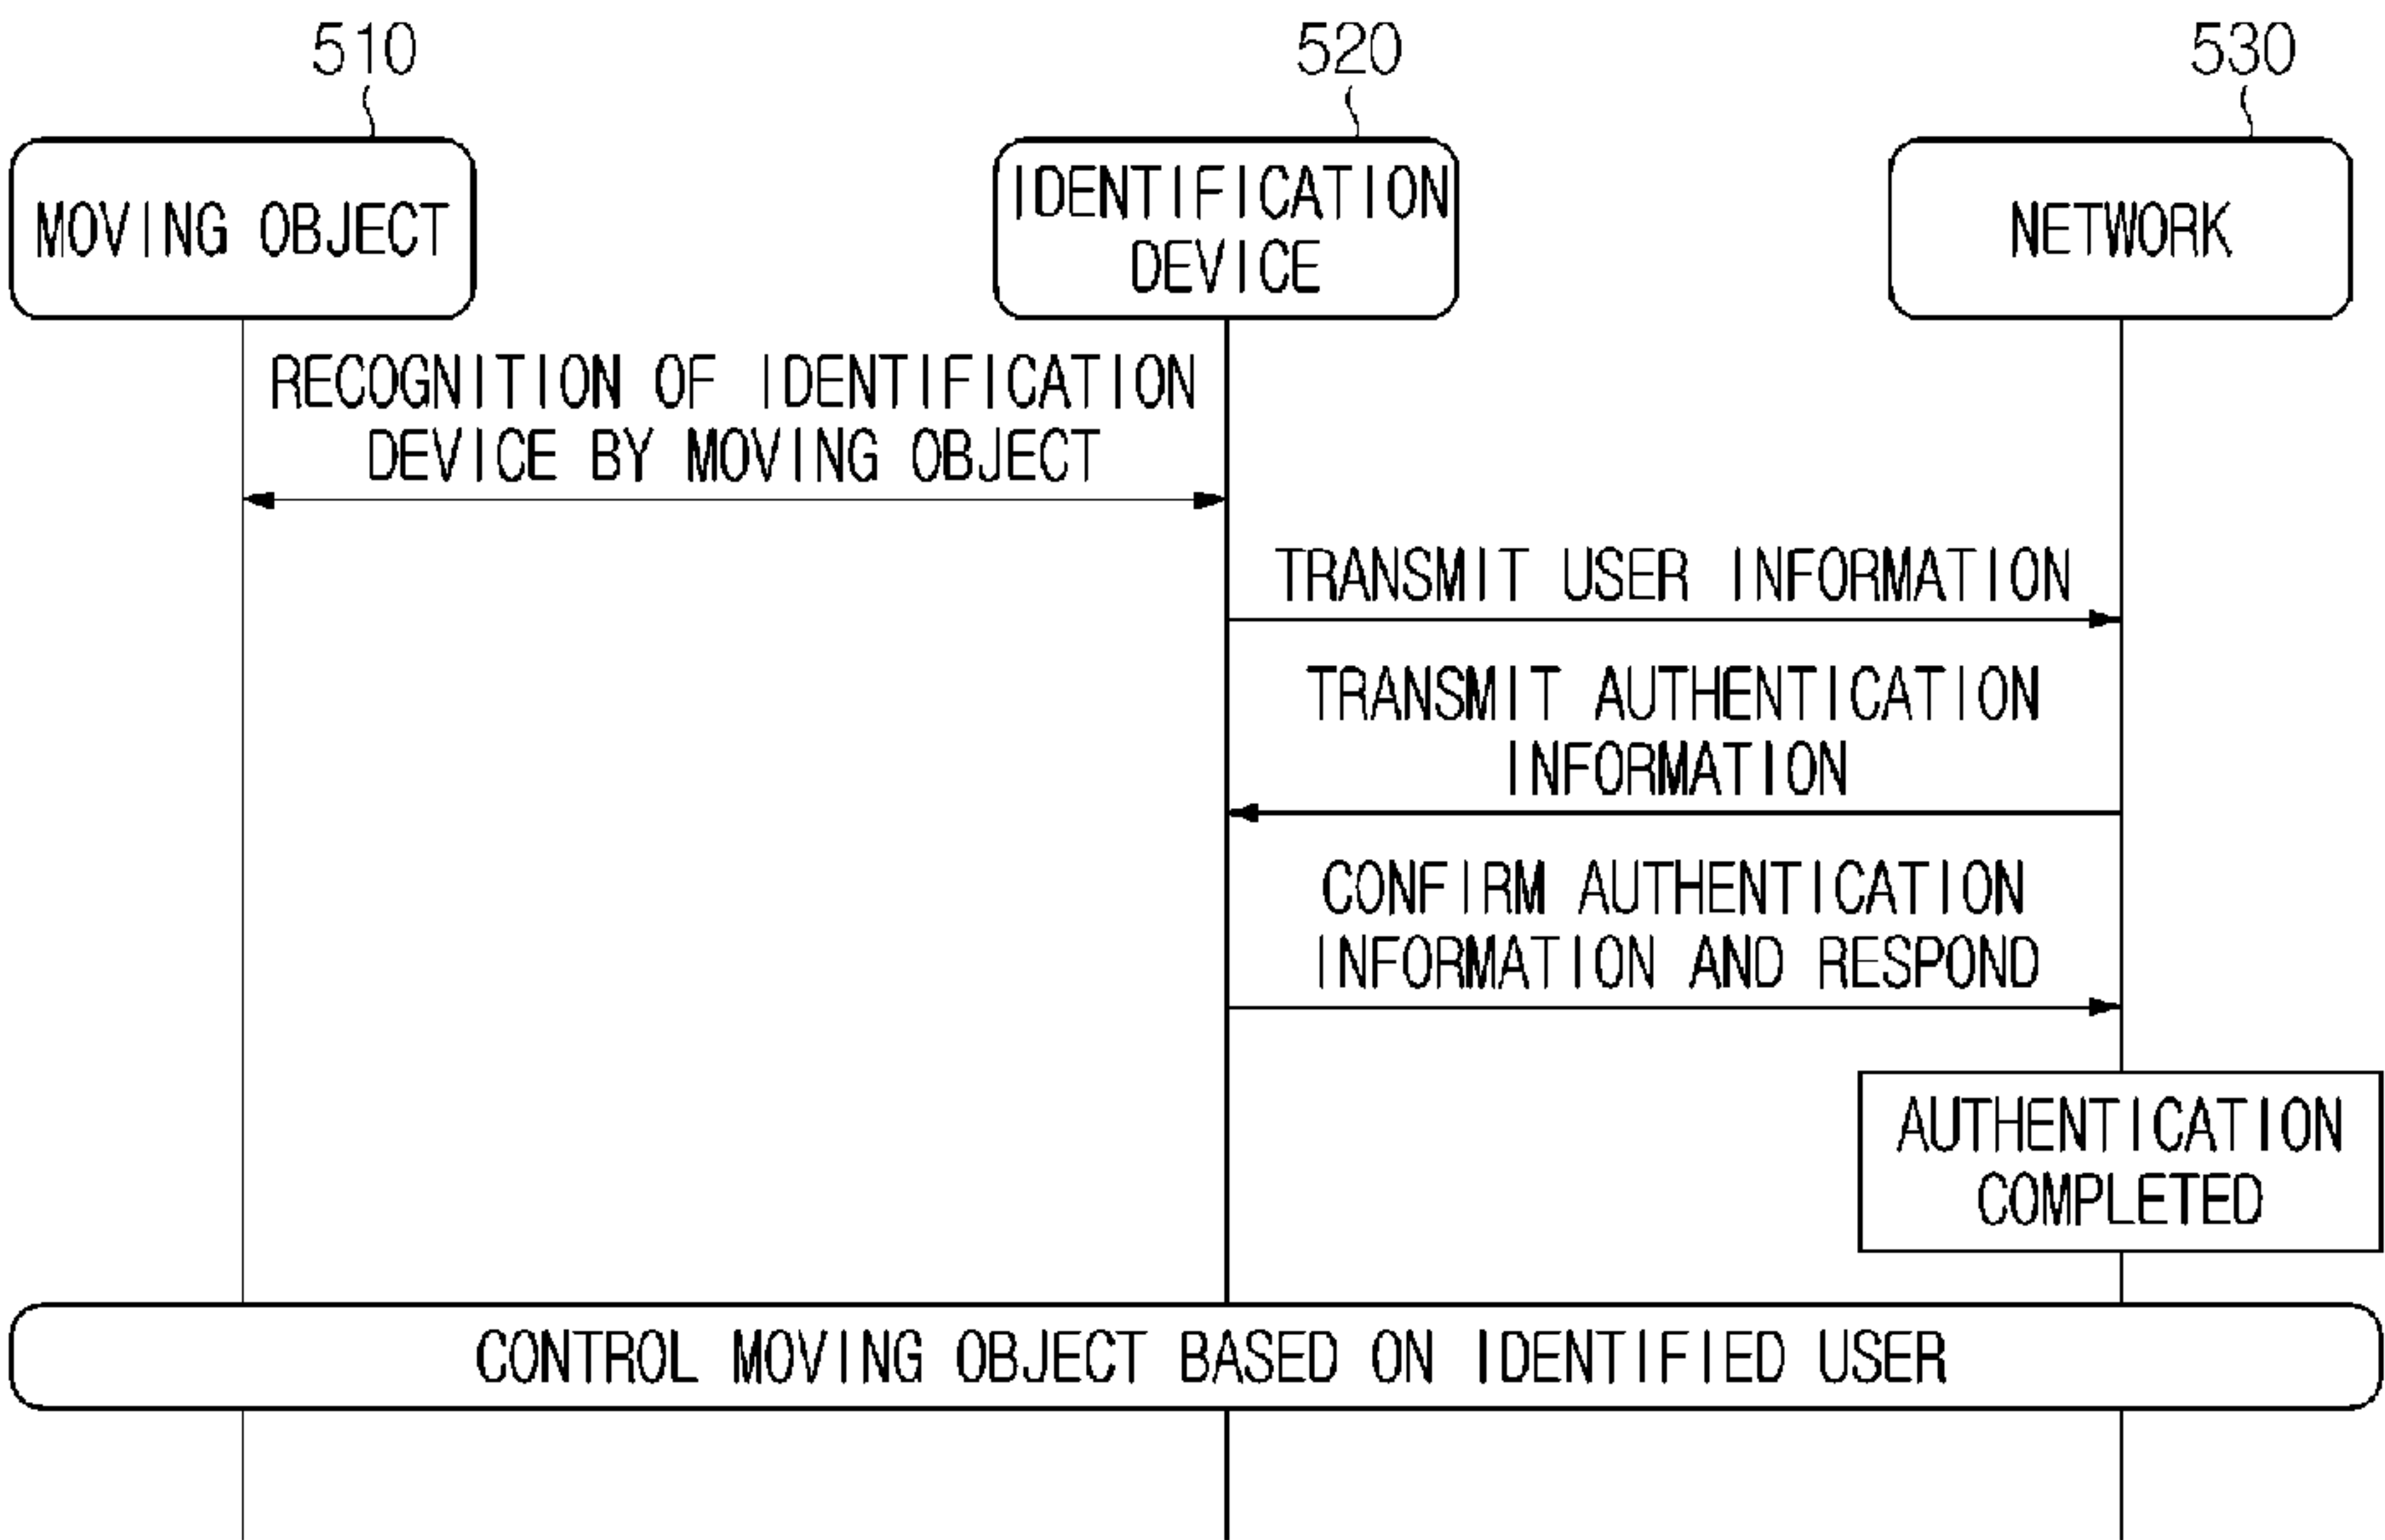 510
520
530
MOVING OBJECT
IDENTIFICATION
DEVICE
NETWORK
RECOGNITION OF IDENTIFICATION
DEVICE BY MOVING OBJECT
TRANSMIT USER INFORMATION
TRANSMIT AUTHENTICATION
INFORMATION
CONFIRM AUTHENTICATION
INFORMATION AND RESPOND
AUTHENTICATION
COMPLETED
CONTROL MOVING OBJECT BASED ON IDENTIFIED USER